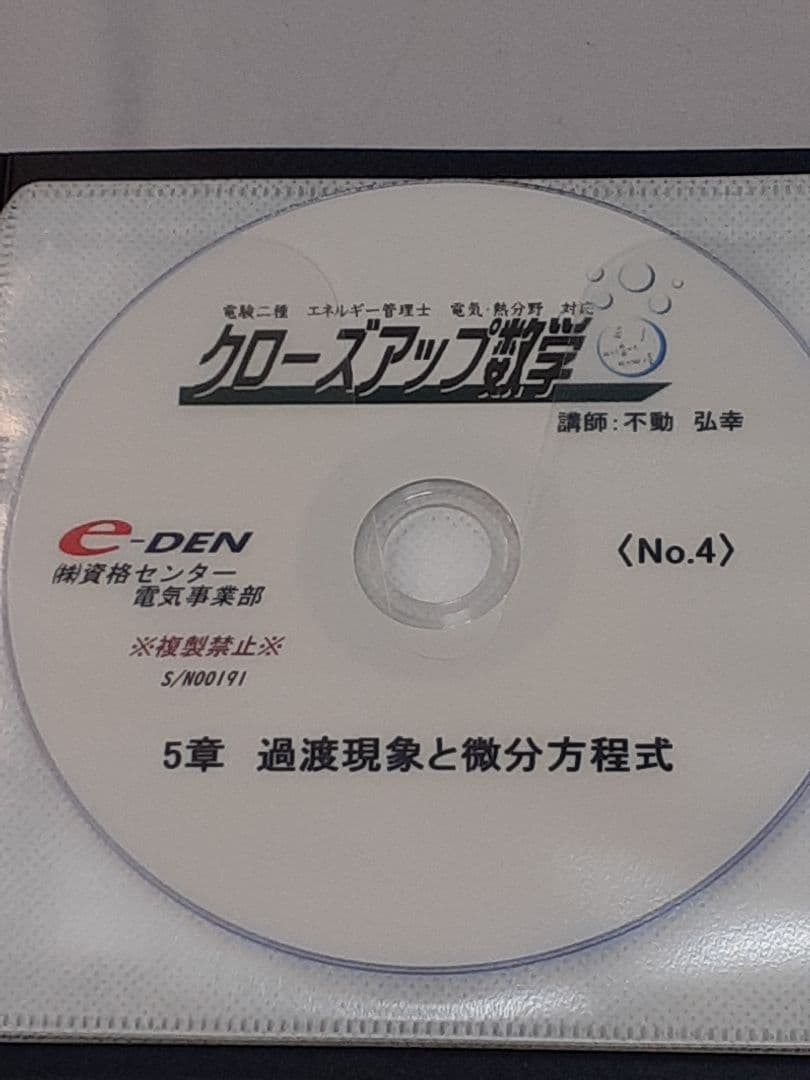 電験二種　エネルギー管理士　電気・熱分野　対応
クローズアップ数学
講師：不動　弘幸
e-DEN
〈No.4〉
㈱資格センター
電気事業部
※複製禁止※
S/N00191
5章　過渡現象と微分方程式